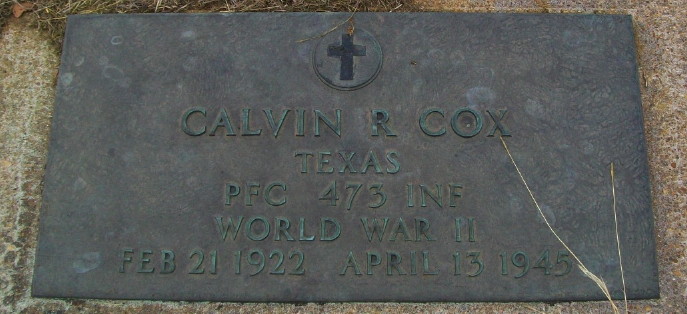 CALVIN R COX
TEXAS
PFC 473 INF
WORLD WAR II
FEB 21 1922 APRIL 13 1945